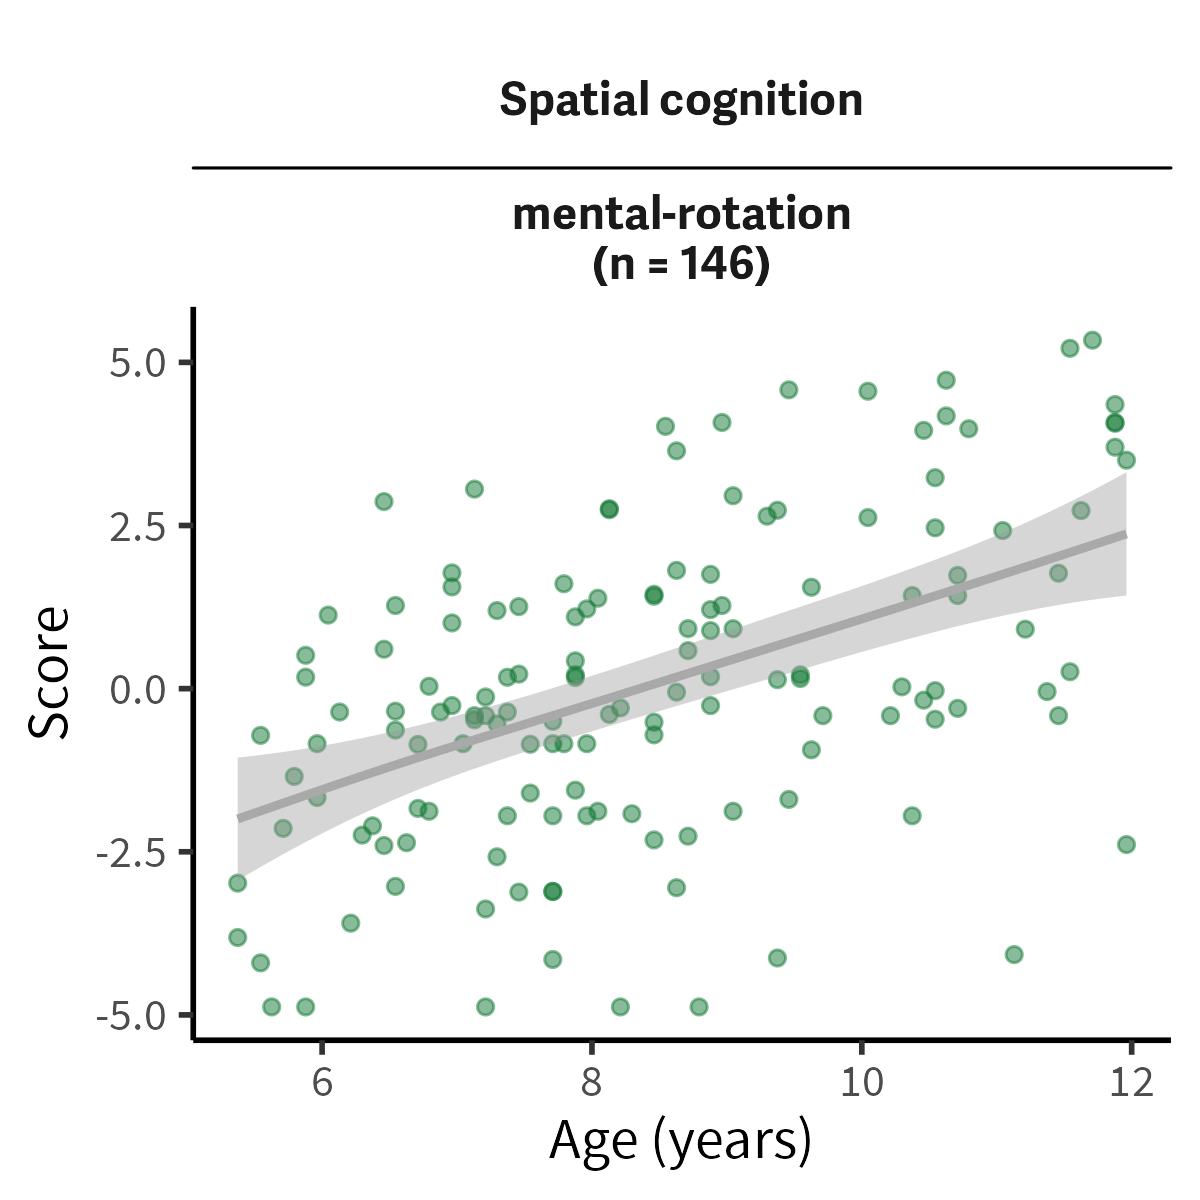 Spatial cognition
mental-rotation
(n = 146)
5.0
2.5
0.0
-2.5
-5.0
Score
6 8 10 12
Age (years)